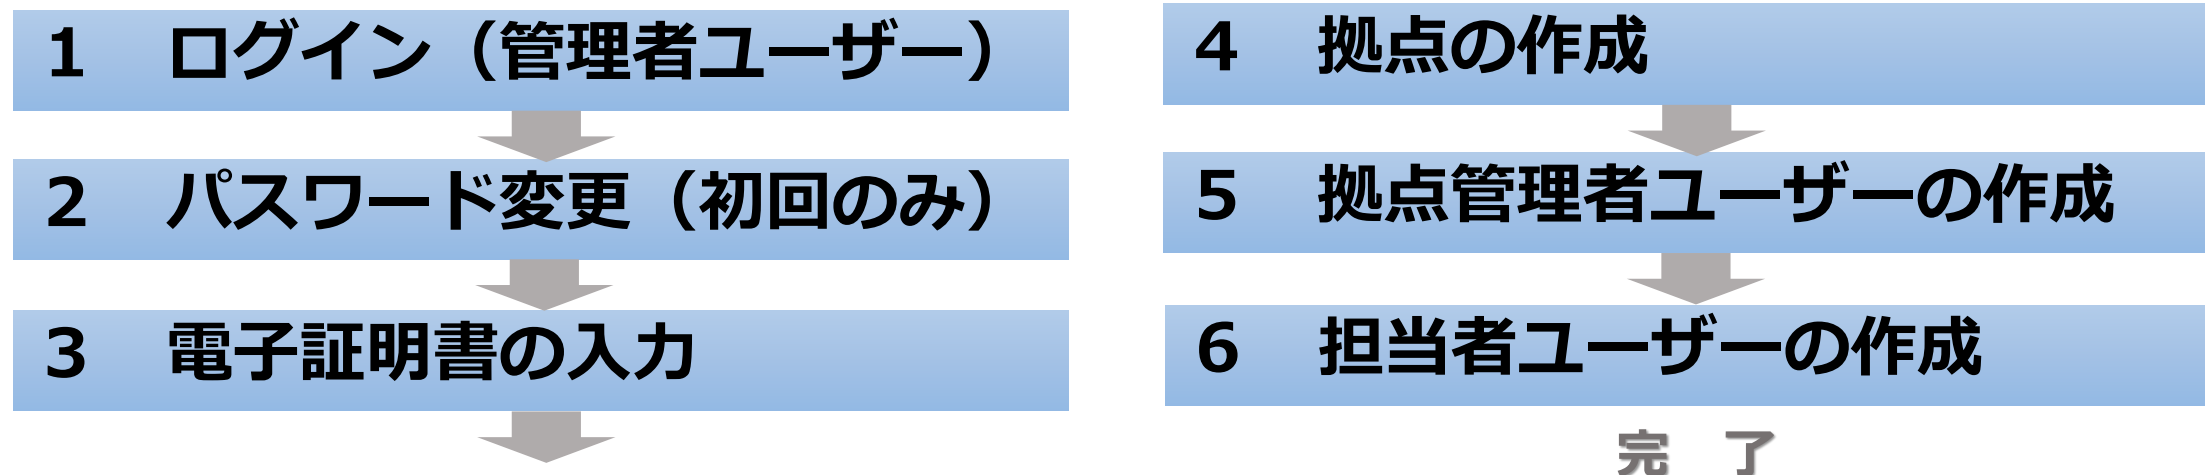 1 ログイン（管理者ユーザー）
2 パスワード変更（初回のみ）
3 電子証明書の入力
4 拠点の作成
5 拠点管理者ユーザーの作成
6 担当者ユーザーの作成
完 了